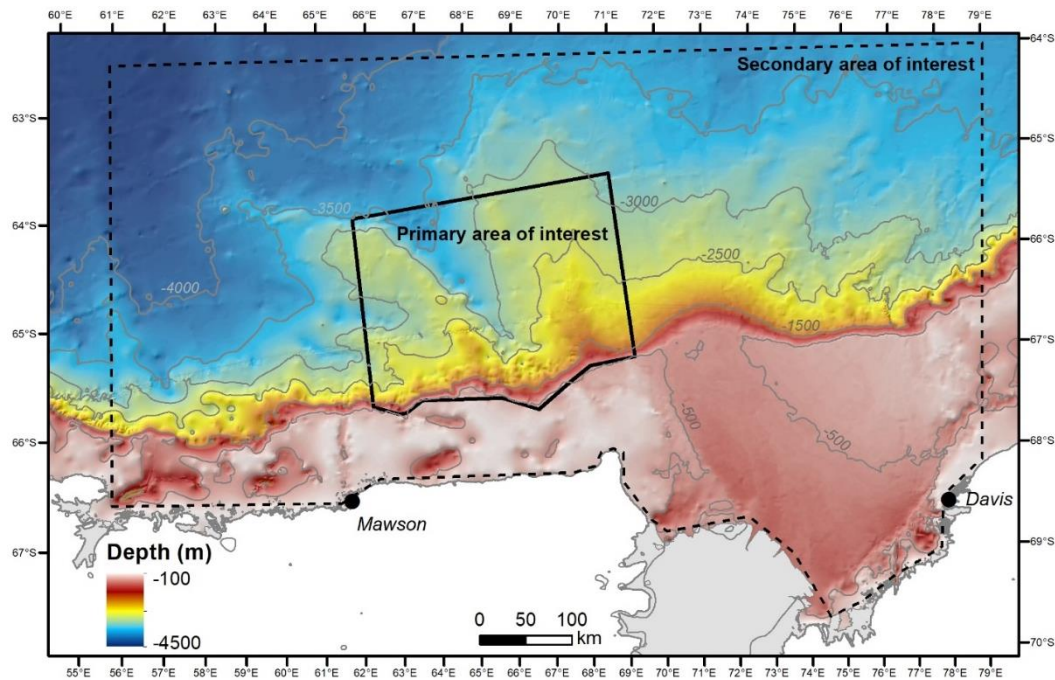 60°E 61°E 62°E 63°E 64°E 65°E 66°E 67°E 68°E 69°E 70°E 71°E 72°E 73°E 74°E 75°E 76°E 77°E 78°E 79°E
64°S
Secondary area of interest
63°S
65°S
-3500
-3000
64°S
Primary area of interest
66°S
-2500
-4000
65°S
-1500
67°S
-500
-500
66°S
68°S
Mawson
Davis
67°S
Depth (m)
69°S
-100
-4500
0 50 100
km
70°S
55°E 56°E 57°E 58°E 59°E 60°E 61°E 62°E 63°E 64°E 65°E 66°E 67°E 68°E 69°E 70°E 71°E 72°E 73°E 74°E 75°E 76°E 77°E 78°E 79°E